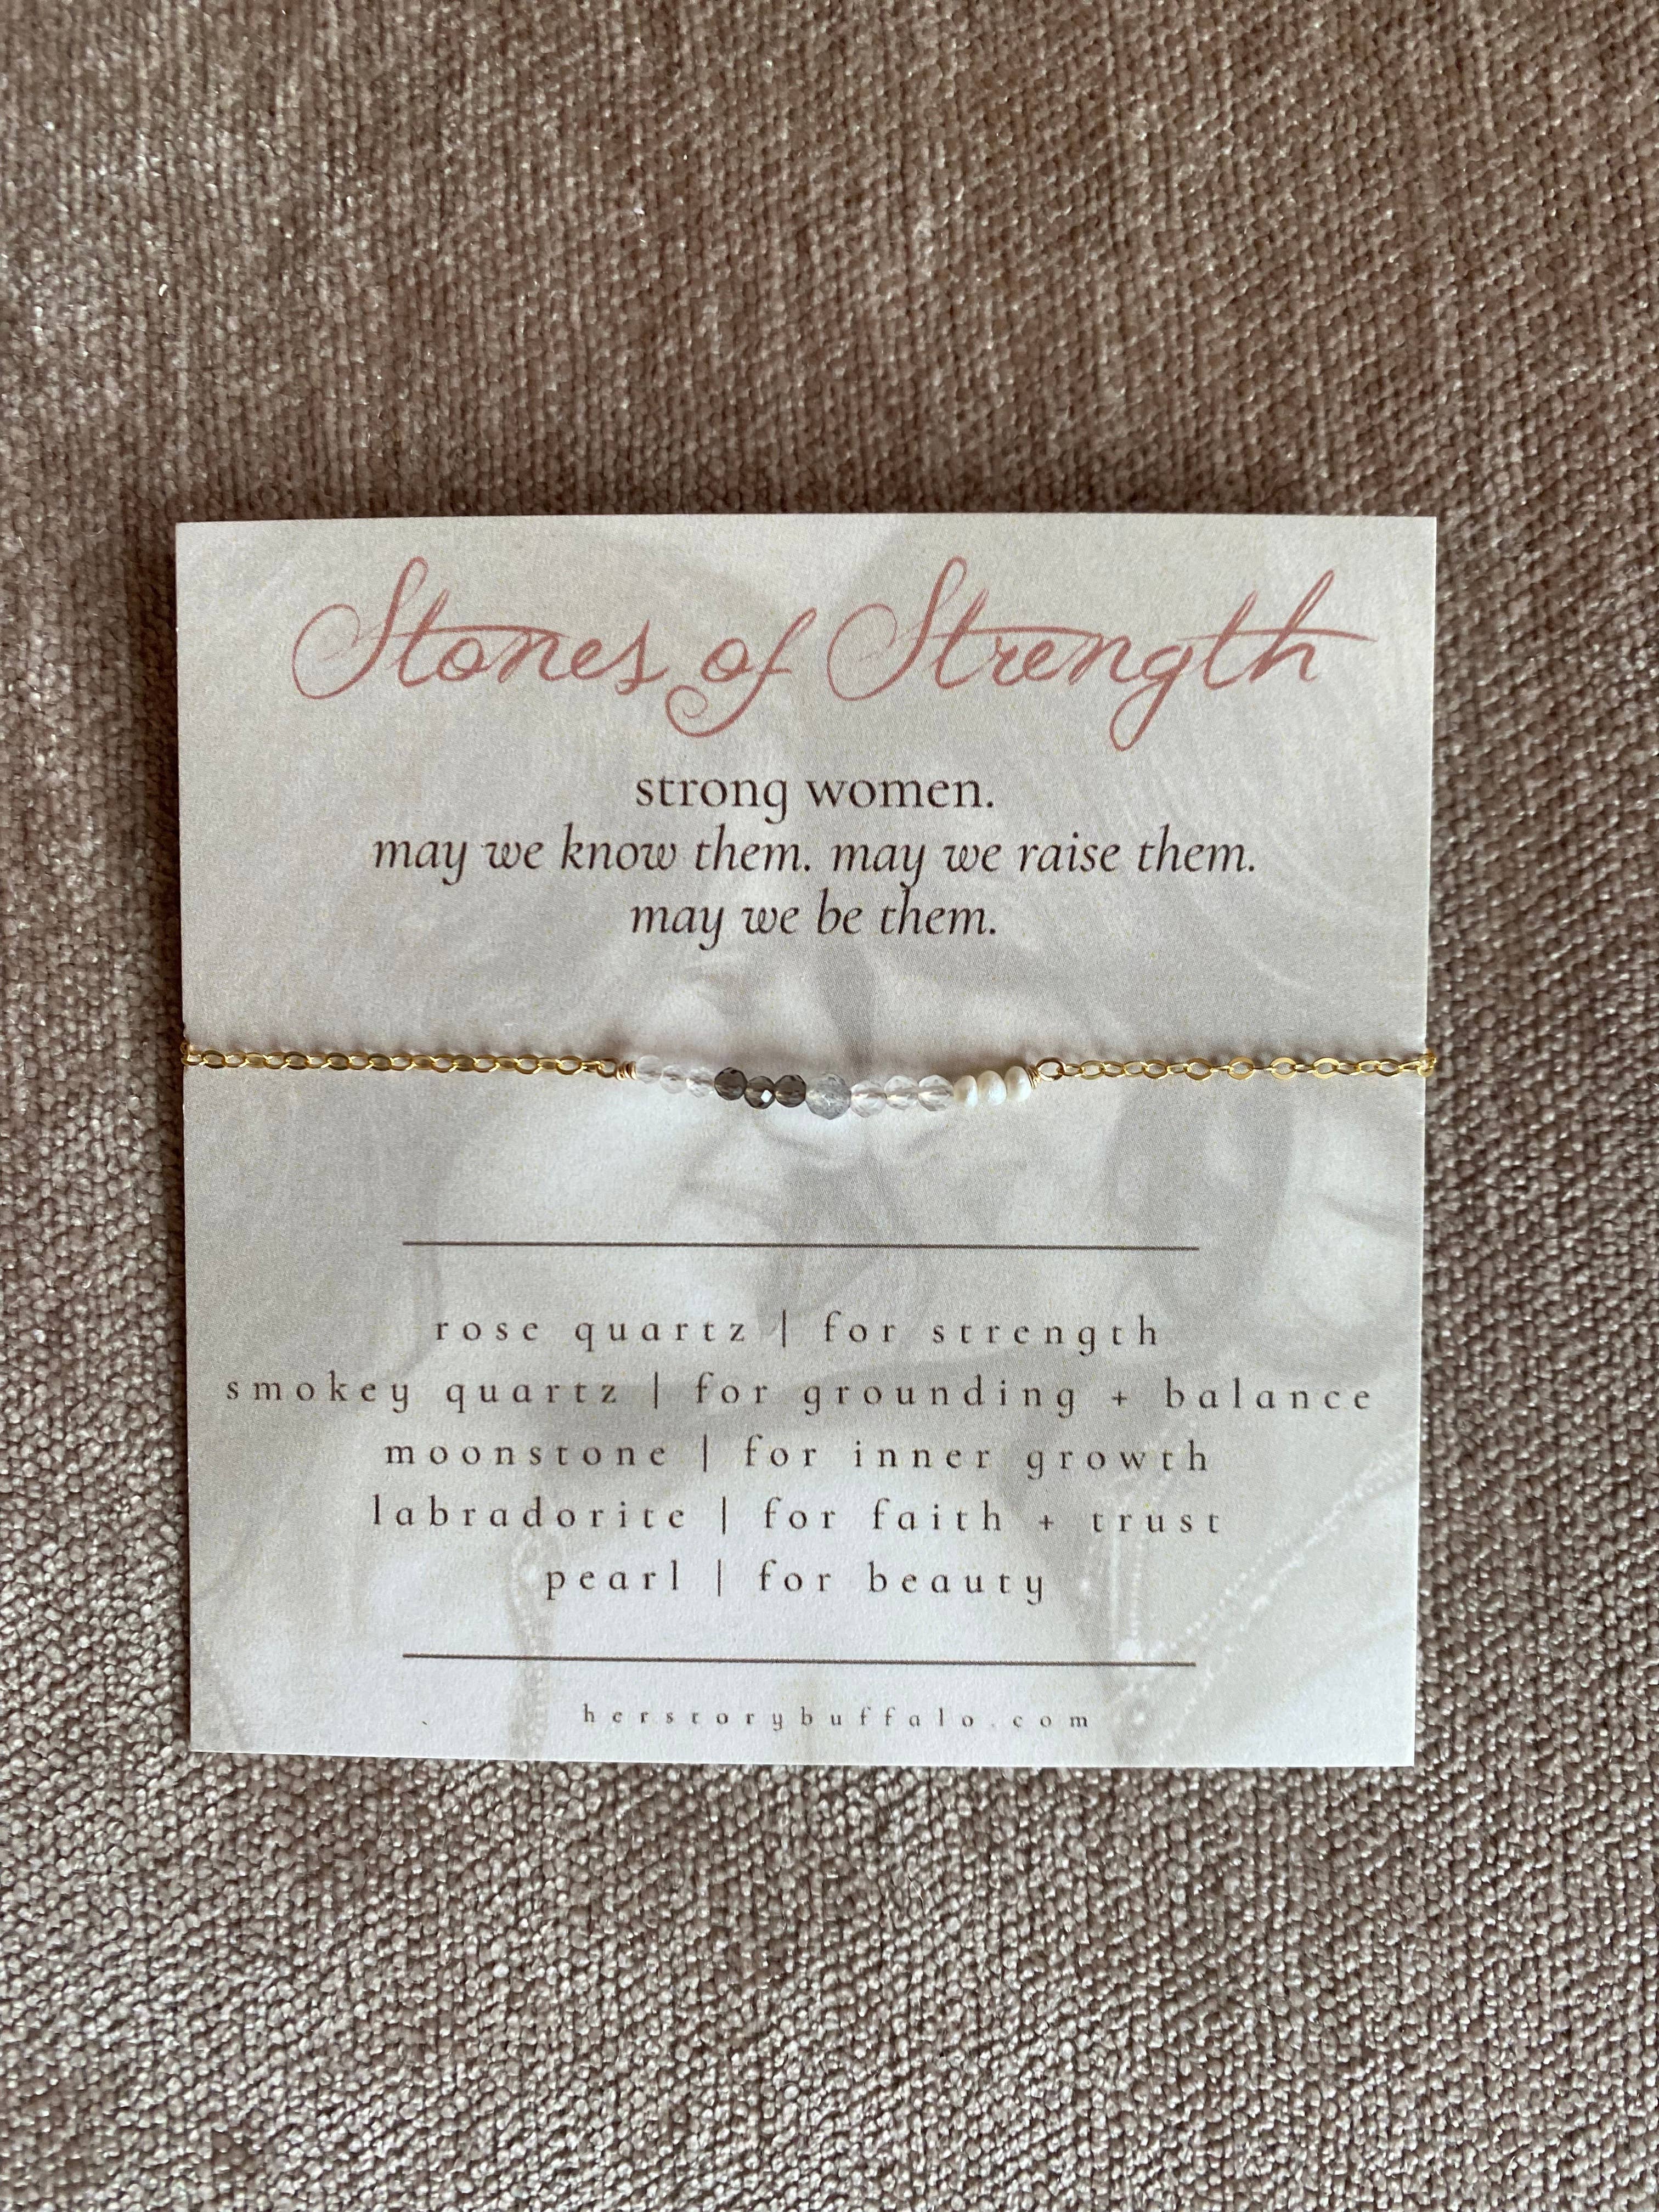 Stones of Strength
strong women.
may we know them. may we raise them.
may we be them.
rose quartz | for strength
smokey quartz | for grounding + balance
moonstone | for inner growth
labradorite | for faith + trust
pearl | for beauty
herstorybuffalo.com